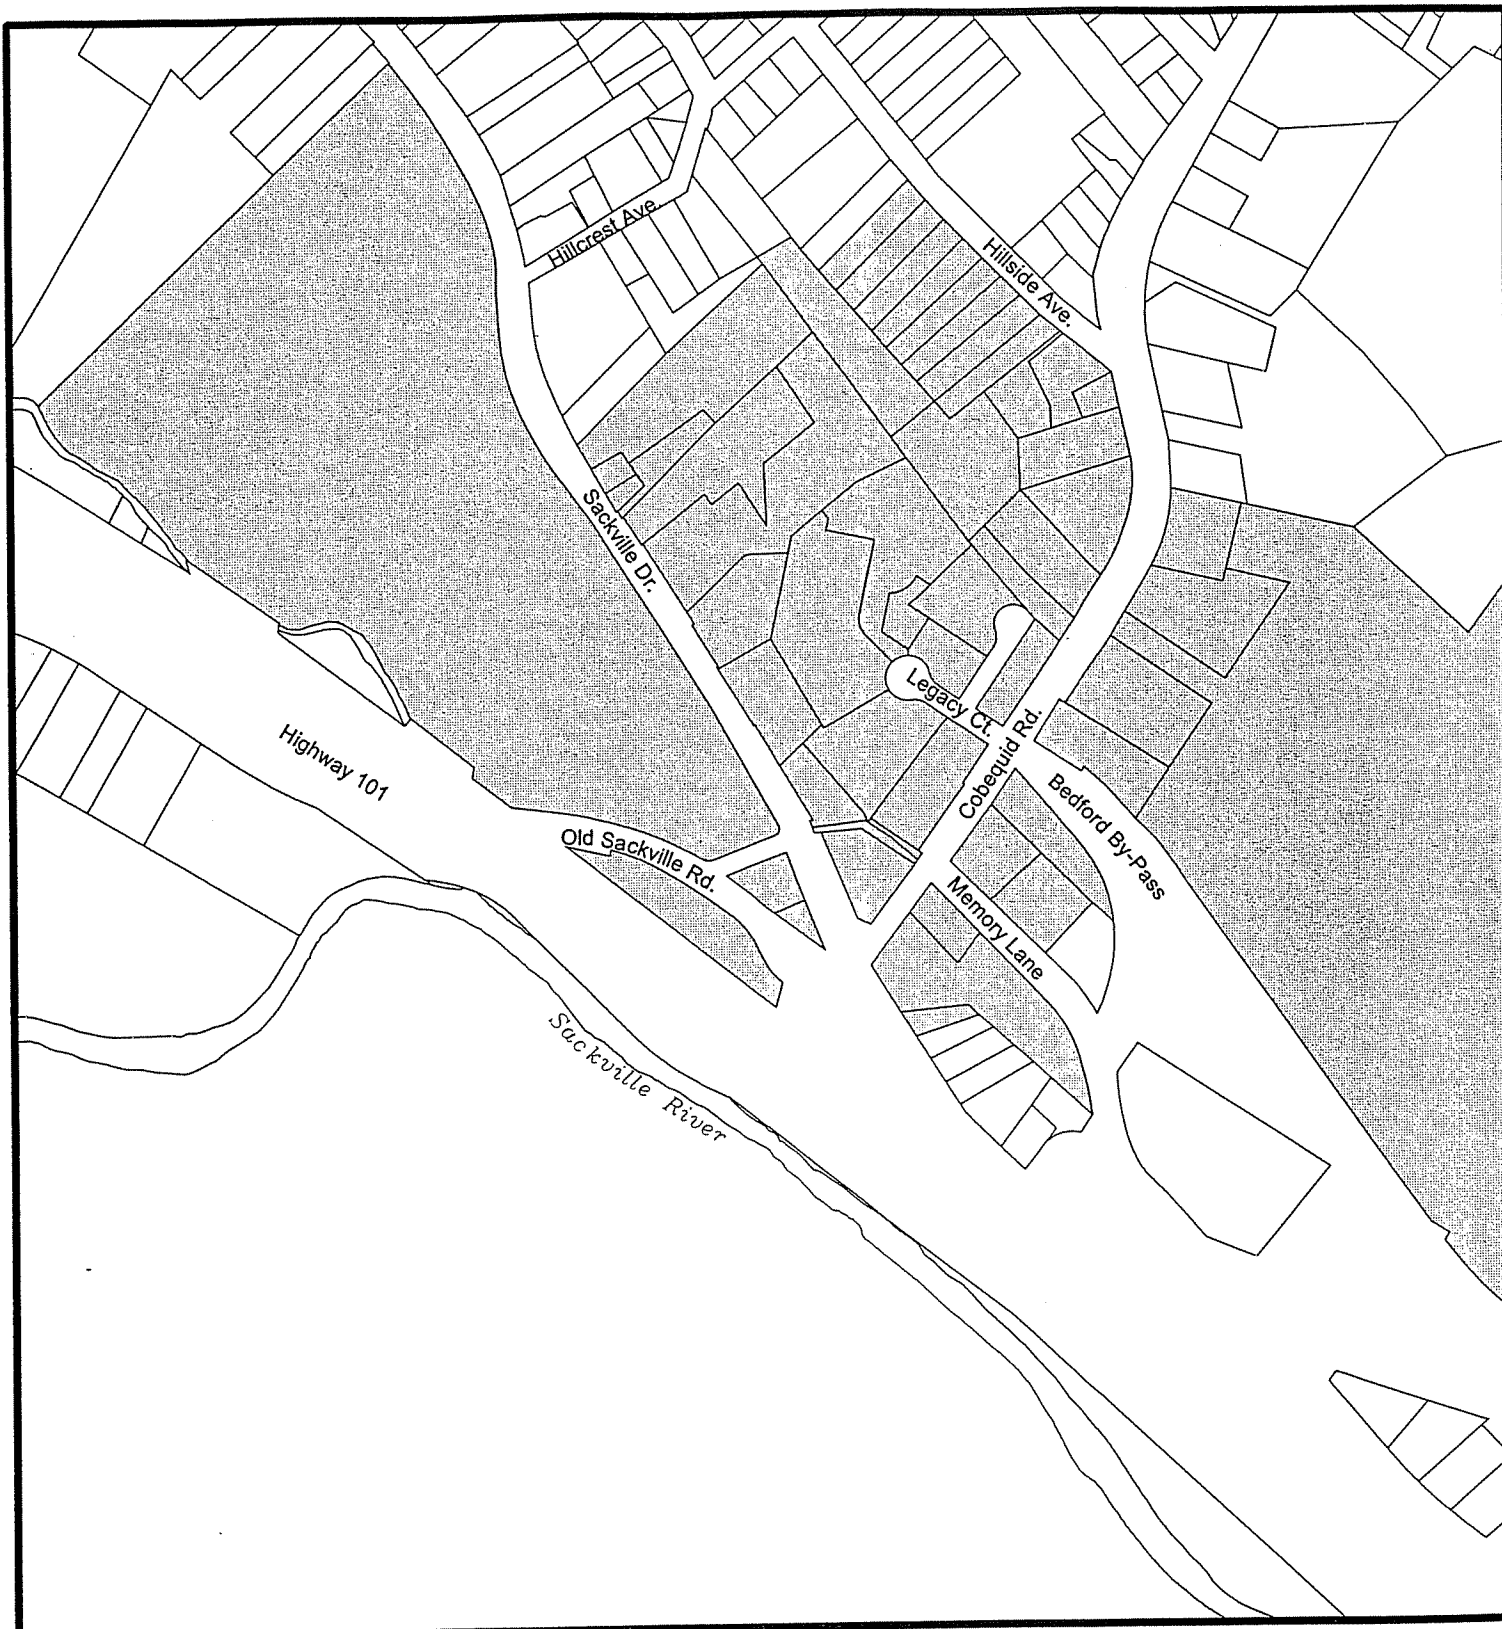 Hillcrest Ave.
Hillside Ave.
Sackville Dr.
Legacy Ct.
Cobequid Rd.
Highway 101
Bedford By-Pass
Old Sackville Rd.
Memory Lane
Sackville River